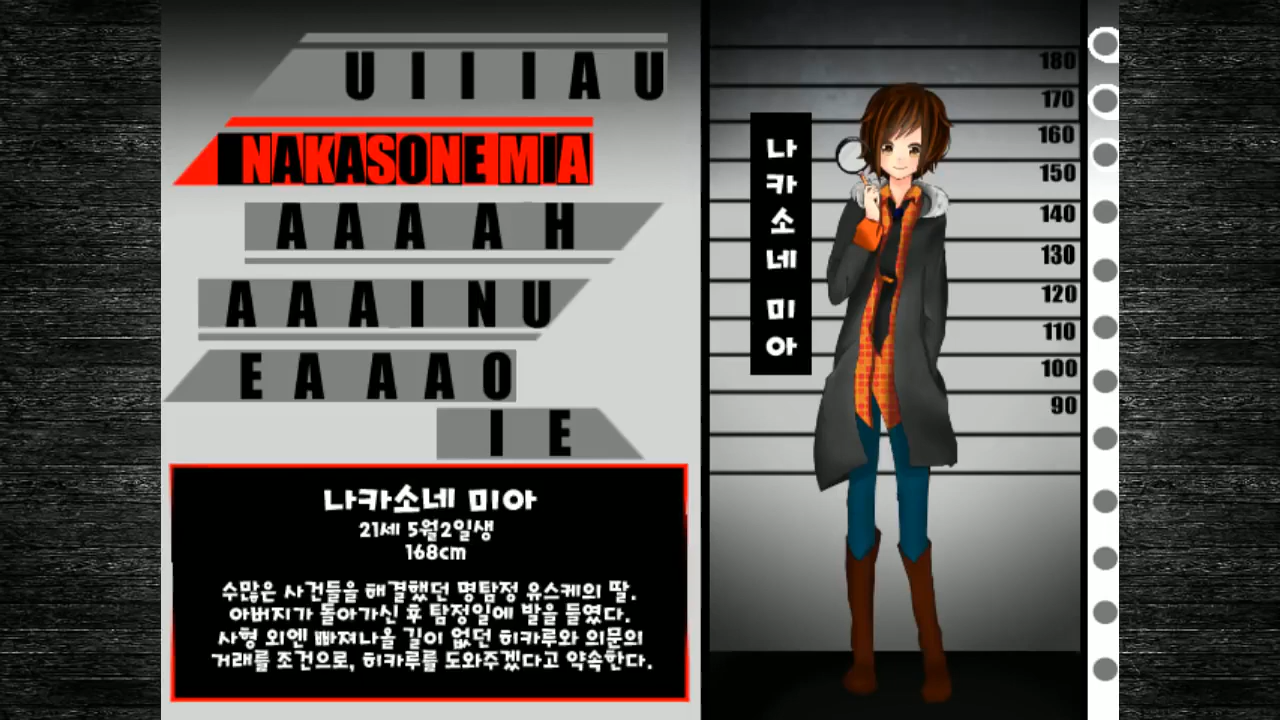 U I I I A U
NAKASONE MIA
A A A A H
A A A I N U
E A A A O
I E
나카소네 미아
21세 5월2일생
168cm
수많은 사건들을 해결했던 명탐정 유스케의 딸.
아버지가 돌아가신 후 탐정일에 발을 들였다.
사형 외엔 빠져나올 길이 없던 히카루와 의문의
거래를 조건으로, 히카루를 도와주겠다고 약속한다.
나카소네 미아
180
170
160
150
140
130
120
110
100
90